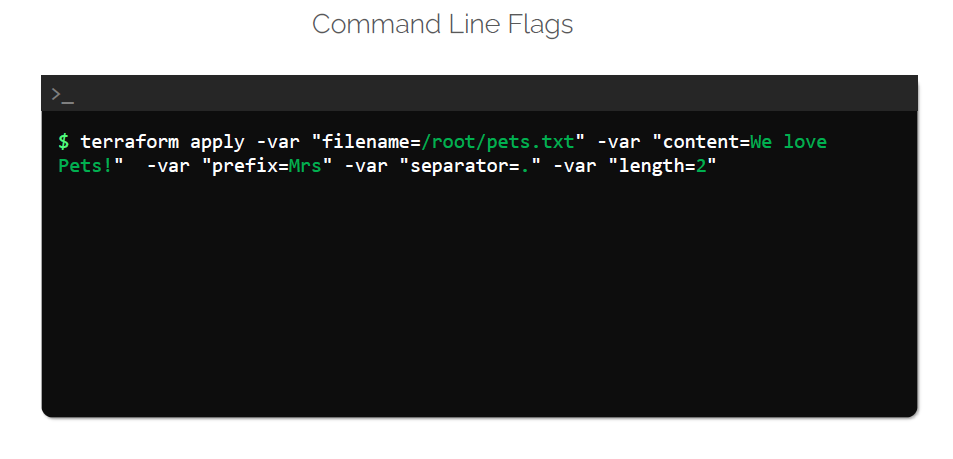 Command Line Flags
>_
$ terraform apply -var "filename=/root/pets.txt" -var "content=We love
Pets!"  -var "prefix=Mrs" -var "separator=." -var "length=2"